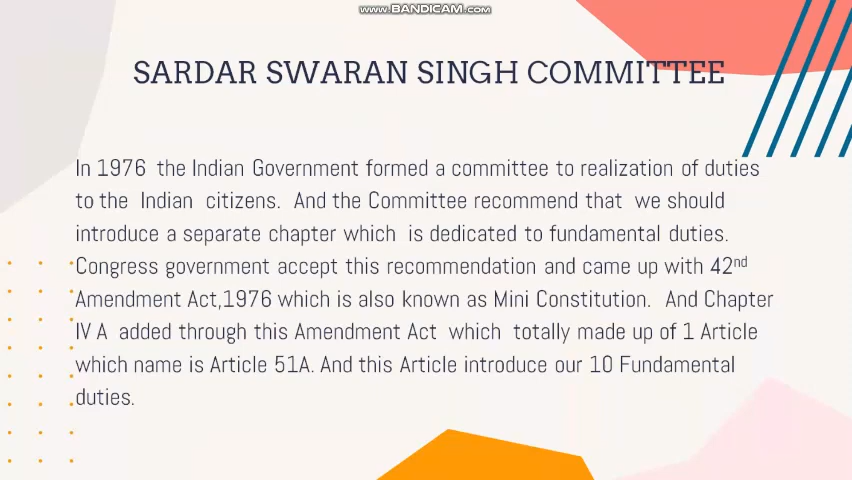 www.BANDICAM.com
SARDAR SWARAN SINGH COMMITTEE
In 1976 the Indian Government formed a committee to realization of duties
to the Indian citizens. And the Committee recommend that we should
introduce a separate chapter which is dedicated to fundamental duties.
Congress government accept this recommendation and came up with 42nd
Amendment Act,1976 which is also known as Mini Constitution. And Chapter
IV A added through this Amendment Act which totally made up of 1 Article
which name is Article 51A. And this Article introduce our 10 Fundamental
duties.